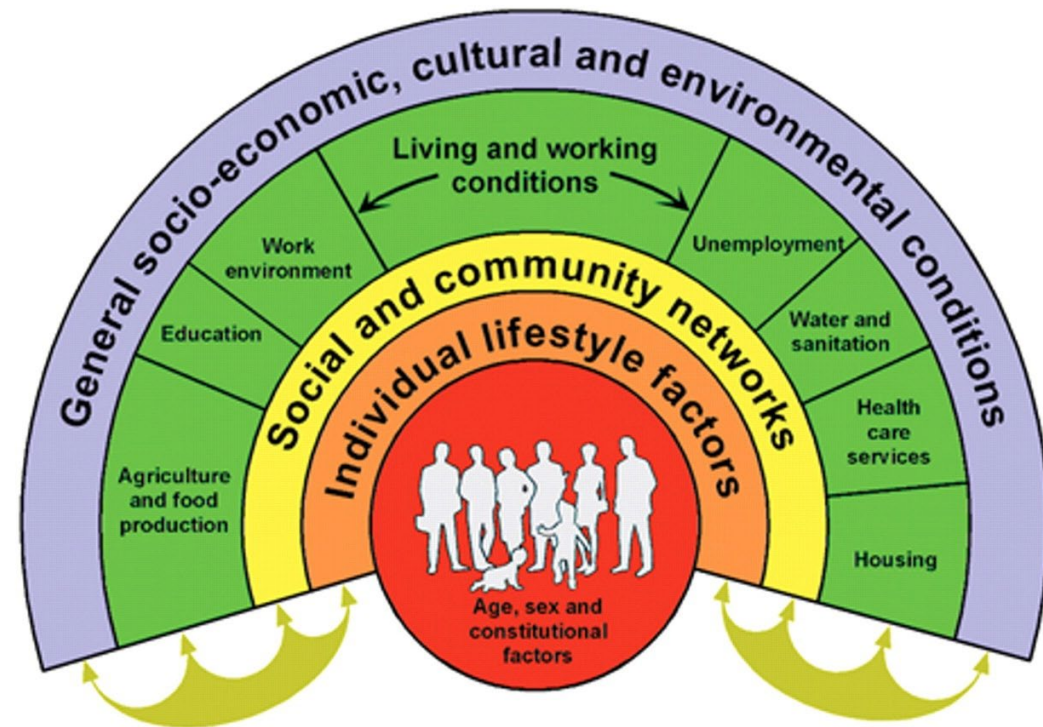 General socio-economic, cultural and environmental conditions
Living and working
conditions
Work
environment
Unemployment
Education
Water and
sanitation
Agriculture
and food
production
Health
care
services
Housing
Social and community networks
Individual lifestyle factors
Age, sex and
constitutional
factors